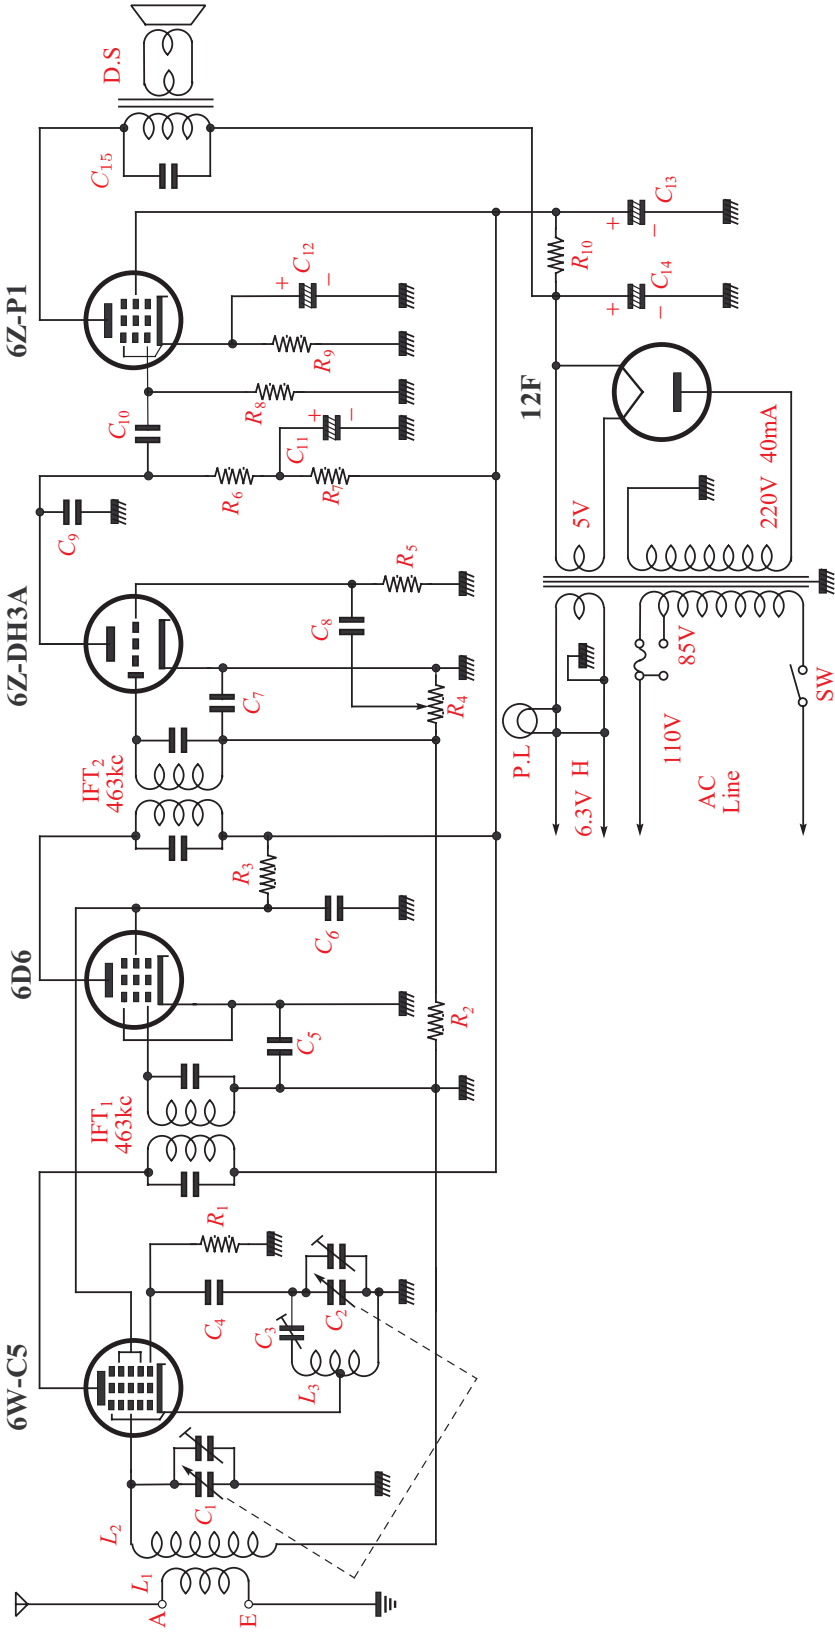 6W-C5
6D6
6Z-DH3A
6Z-P1
IFT₁
463kc
IFT₂
463kc
D.S
A
E
L₁
L₂
C₁
L₃
C₃
C₂
C₄
R₁
C₅
R₂
C₆
R₃
C₇
R₄
C₈
R₅
C₉
R₆
R₇
C₁₁
+
−
C₁₀
R₈
R₉
C₁₂
+
−
C₁₅
R₁₀
C₁₄
+
−
C₁₃
+
−
12F
5V
220V 40mA
P.L
6.3V H
110V
85V
AC
Line
SW